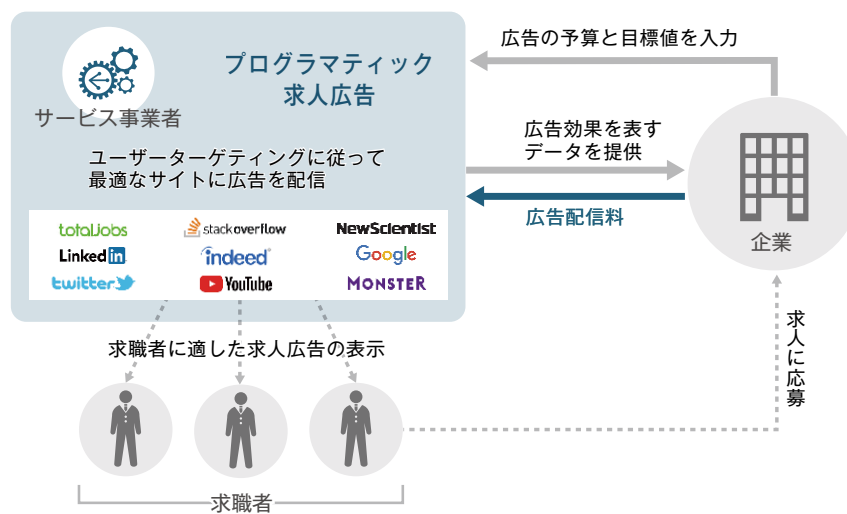 プログラマティック
求人広告
サービス事業者
ユーザーターゲティングに従って
最適なサイトに広告を配信
totaljobs
stackoverflow
NewScientist
Linkedin
indeed
Google
twitter
YouTube
MONSTER
広告の予算と目標値を入力
広告効果を表す
データを提供
広告配信料
企業
求人に応募
求職者に適した求人広告の表示
求職者